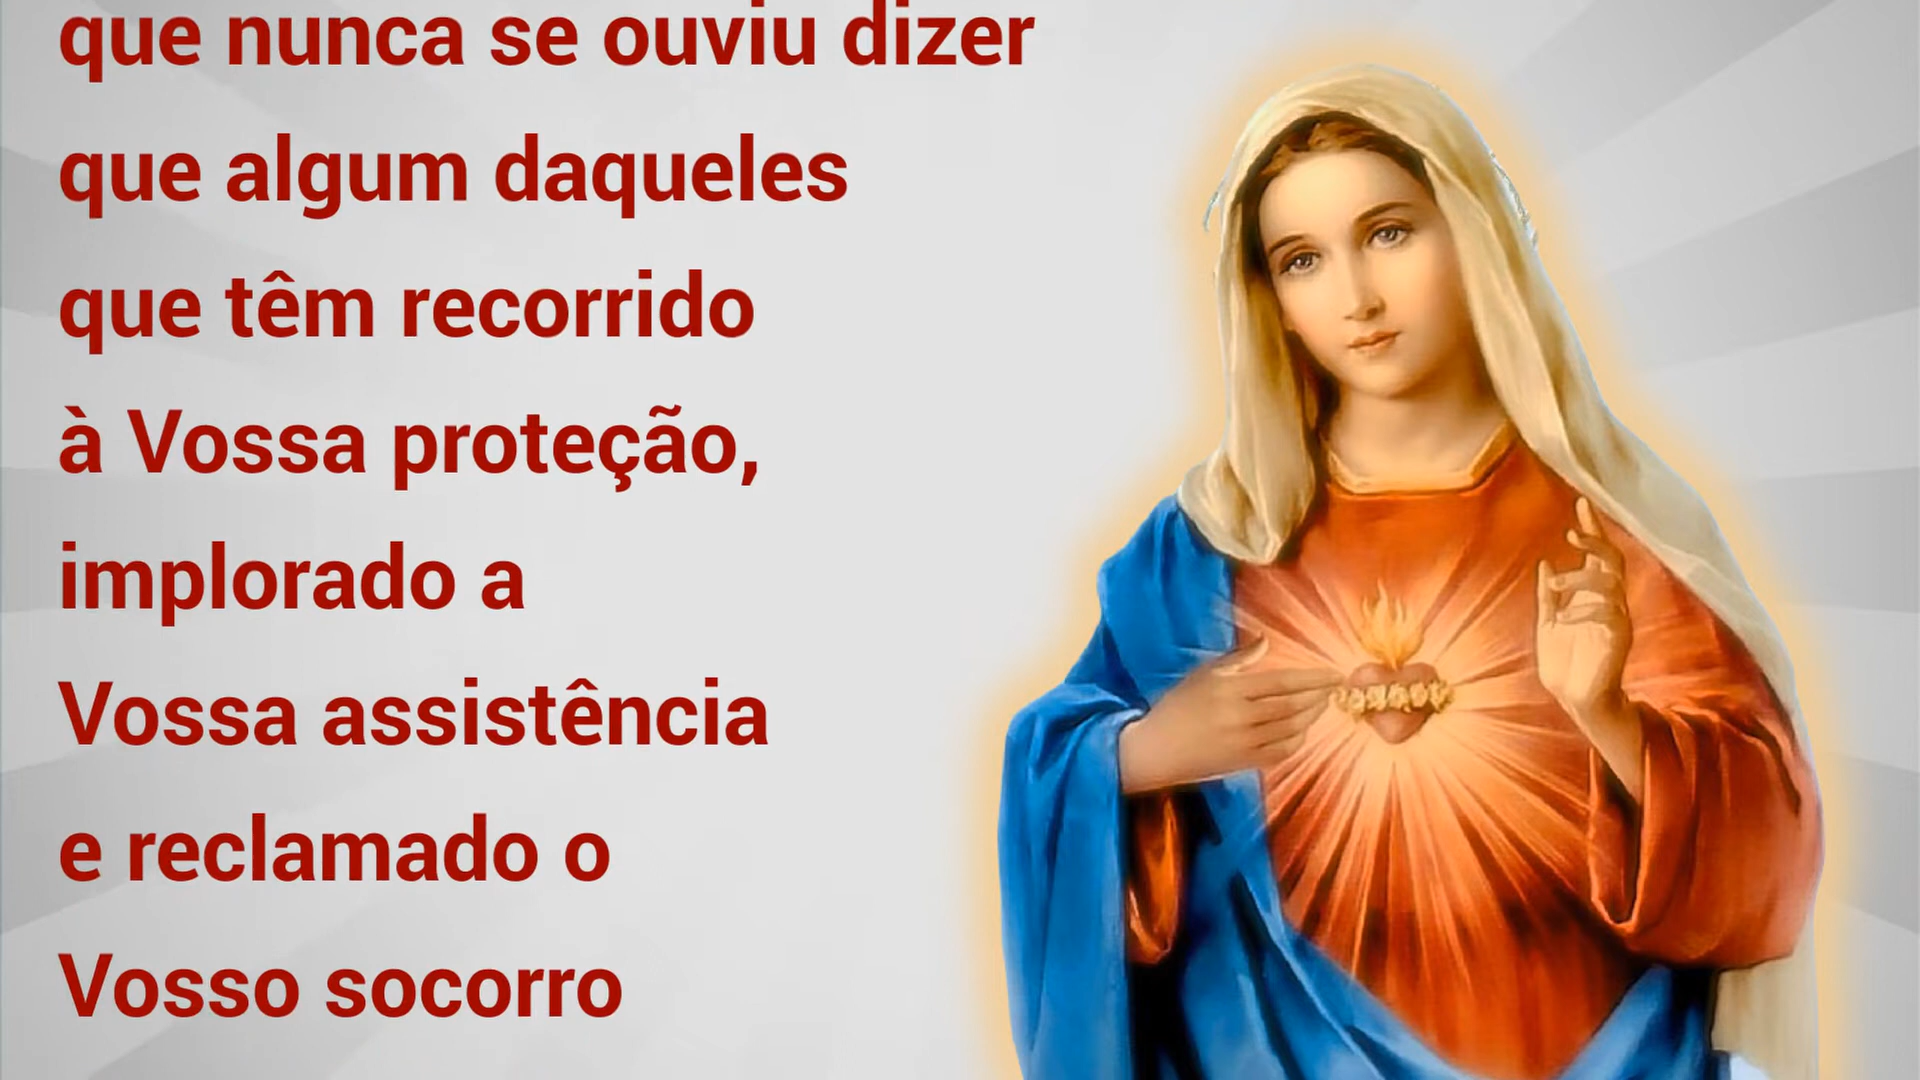 que nunca se ouviu dizer
que algum daqueles
que têm recorrido
à Vossa proteção,
implorado a
Vossa assistência
e reclamado o
Vosso socorro